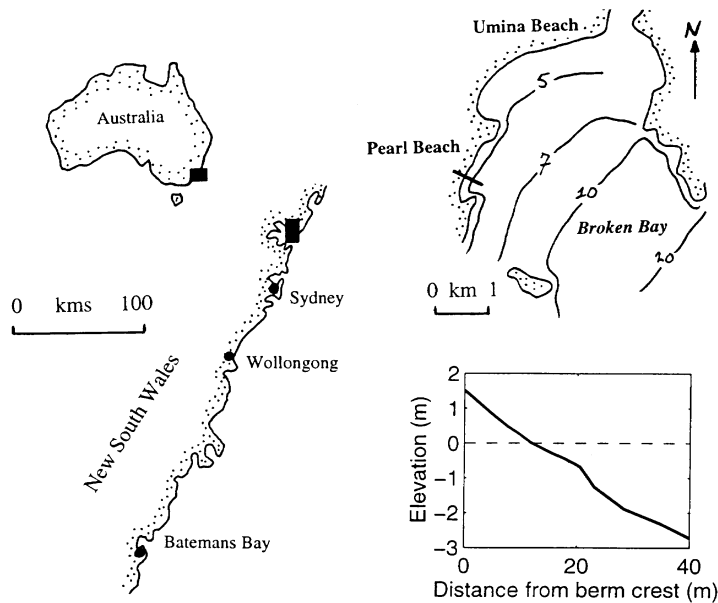 Umina Beach
N
5
Australia
Pearl Beach
7
10
Broken Bay
20
0 km 1
0 kms 100
Sydney
Wollongong
New South Wales
Batemans Bay
2
1
0
−1
−2
−3
Elevation (m)
0 20 40
Distance from berm crest (m)